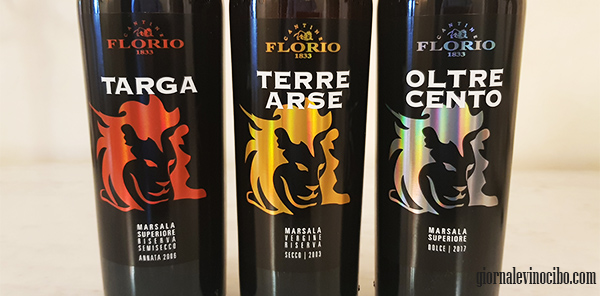 CANTINE
FLORIO
1833
TARGA
MARSALA
SUPERIORE
RISERVA
SEMISECCO
ANNATA 2006
CANTINE
FLORIO
1833
TERRE
ARSE
MARSALA
VERGINE
RISERVA
SECCO | 2003
CANTINE
FLORIO
1833
OLTRE
CENTO
MARSALA
SUPERIORE
DOLCE | 2017
giornalevinocibo.com